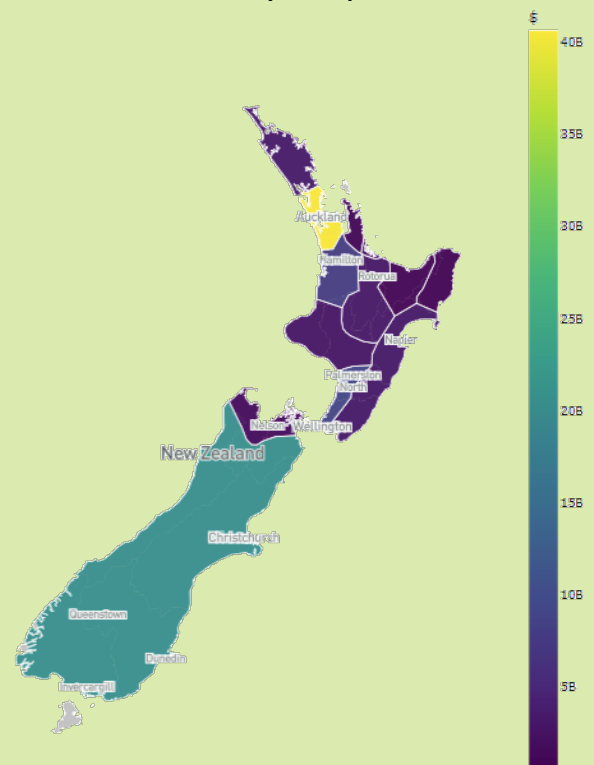 $
40B
35B
30B
25B
20B
15B
10B
5B
Auckland
Hamilton
Rotorua
Napier
Palmerston
North
Nelson
Wellington
New Zealand
Christchurch
Queenstown
Dunedin
Invercargill